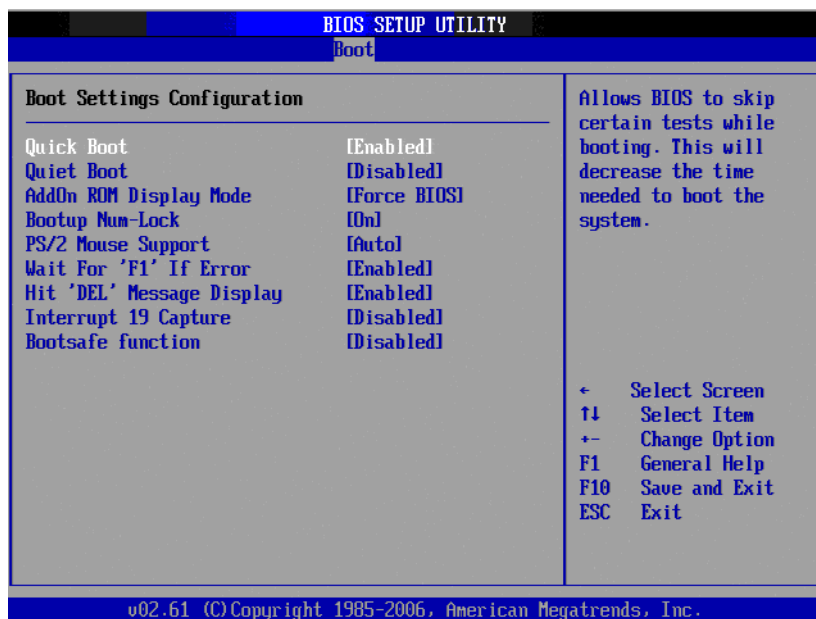 BIOS SETUP UTILITY
Boot
Boot Settings Configuration
Quick Boot [Enabled]
Quiet Boot [Disabled]
AddOn ROM Display Mode [Force BIOS]
Bootup Num-Lock [On]
PS/2 Mouse Support [Auto]
Wait For 'F1' If Error [Enabled]
Hit 'DEL' Message Display [Enabled]
Interrupt 19 Capture [Disabled]
Bootsafe function [Disabled]
Allows BIOS to skip
certain tests while
booting. This will
decrease the time
needed to boot the
system.
← Select Screen
↑↓ Select Item
+- Change Option
F1 General Help
F10 Save and Exit
ESC Exit
v02.61 (C)Copyright 1985-2006, American Megatrends, Inc.